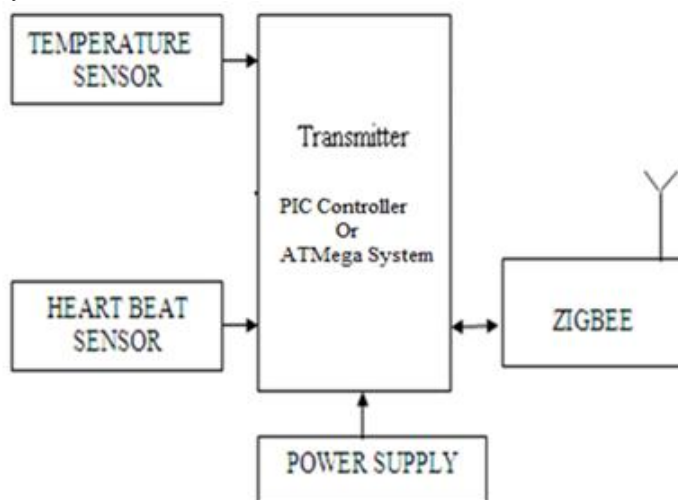 TEMPERATURE
SENSOR
Transmitter
PIC Controller
Or
ATMega System
HEART BEAT
SENSOR
ZIGBEE
POWER SUPPLY